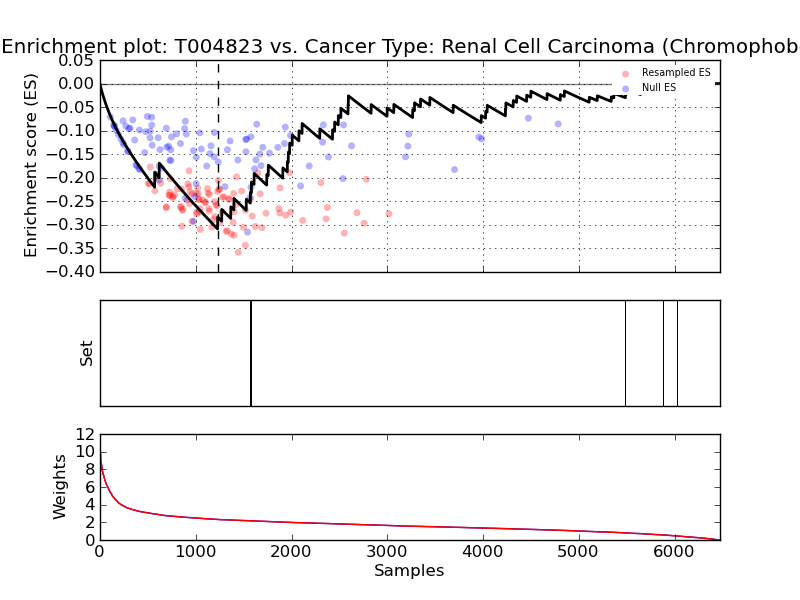 Enrichment plot: T004823 vs. Cancer Type: Renal Cell Carcinoma (Chromophob
Enrichment score (ES)
0.05
0.00
−0.05
−0.10
−0.15
−0.20
−0.25
−0.30
−0.35
−0.40
Resampled ES
Null ES
Set
Weights
12
10
8
6
4
2
0
0 1000 2000 3000 4000 5000 6000
Samples